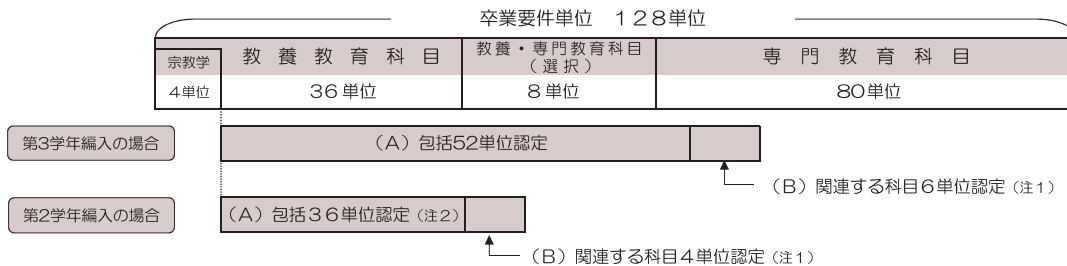 卒業要件単位　１２８単位
宗教学
教養教育科目
教養・専門教育科目
（選択）
専門教育科目
4単位
36単位
8単位
80単位
第3学年編入の場合
（A）包括52単位認定
（B）関連する科目6単位認定（注１）
第2学年編入の場合
（A）包括３６単位認定（注２）
（B）関連する科目４単位認定（注１）